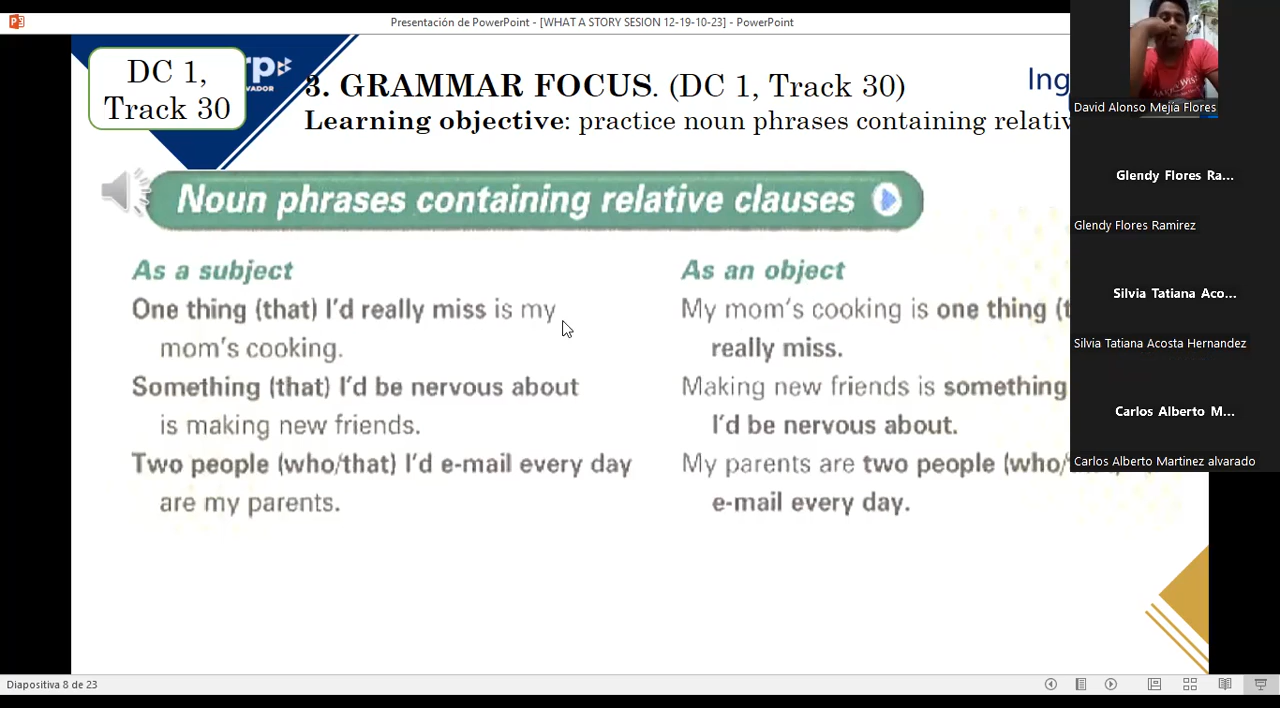 Presentación de PowerPoint - [WHAT A STORY SESION 12-19-10-23] - PowerPoint
DC 1,
Track 30
rp
VADOR
3. GRAMMAR FOCUS. (DC 1, Track 30)
Ing
Learning objective: practice noun phrases containing relativ
Noun phrases containing relative clauses
As a subject
One thing (that) I'd really miss is my
mom's cooking.
Something (that) I'd be nervous about
is making new friends.
Two people (who/that) I'd e-mail every day
are my parents.
As an object
My mom's cooking is one thing (t
really miss.
Making new friends is something
I'd be nervous about.
My parents are two people (who/
e-mail every day.
David Alonso Mejía Flores
Glendy Flores Ra...
Glendy Flores Ramirez
Silvia Tatiana Aco...
Silvia Tatiana Acosta Hernandez
Carlos Alberto M...
Carlos Alberto Martinez alvarado
Diapositiva 8 de 23